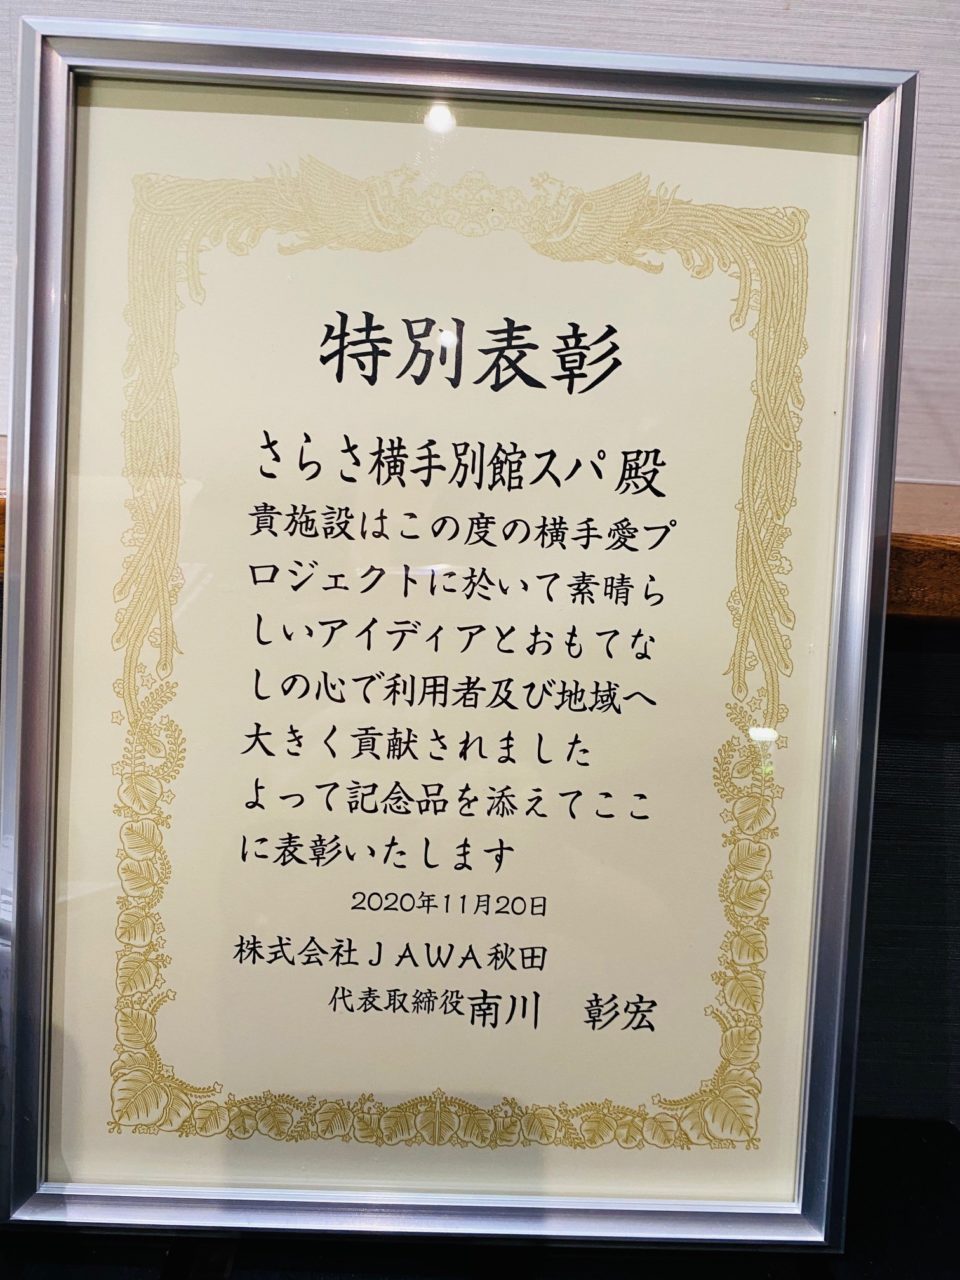 特別表彰
さらさ横手別館スパ 殿
貴施設はこの度の横手愛プ
ロジェクトに於いて素晴ら
しいアイディアとおもてな
しの心で利用者及び地域へ
大きく貢献されました
よって記念品を添えてここ
に表彰いたします
2020年11月20日
株式会社JAWA秋田
代表取締役南川 彰宏